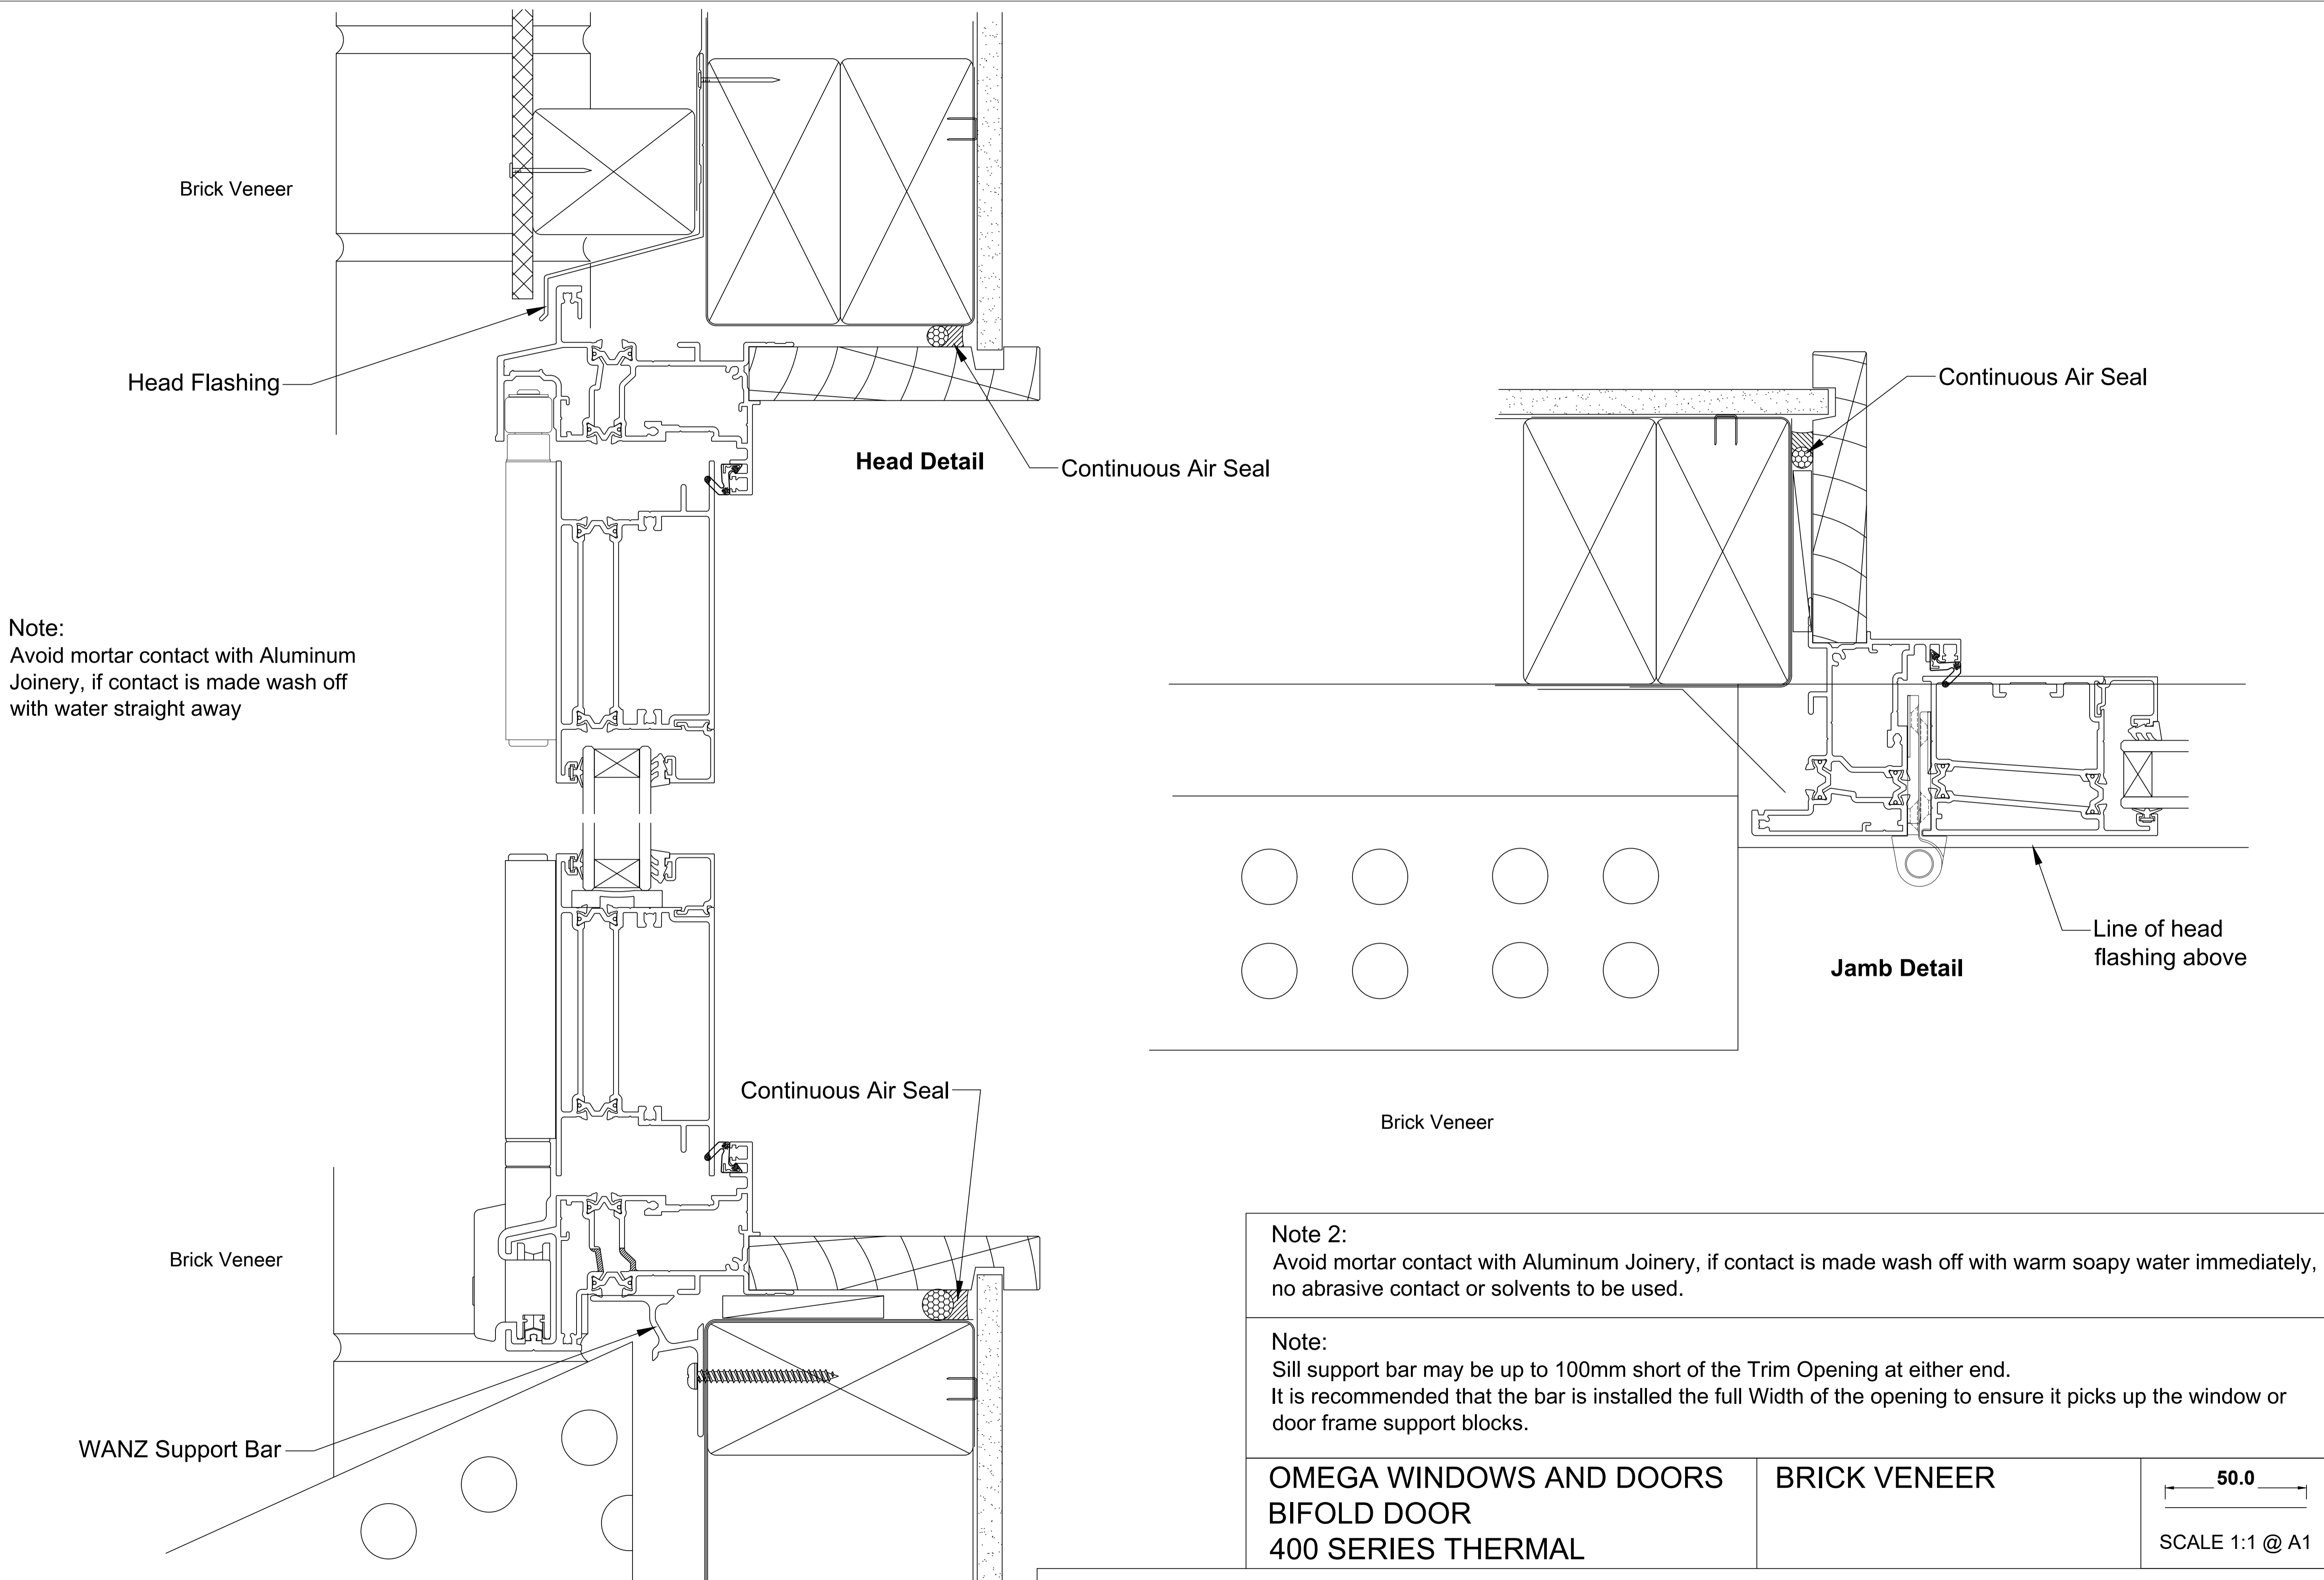 Brick Veneer
Head Flashing
Head Detail
Continuous Air Seal
Continuous Air Seal
Note:
Avoid mortar contact with Aluminum
Joinery, if contact is made wash off
with water straight away
Line of head
flashing above
Jamb Detail
Continuous Air Seal
Brick Veneer
Brick Veneer
WANZ Support Bar
Note 2:
Avoid mortar contact with Aluminum Joinery, if contact is made wash off with warm soapy water immediately,
no abrasive contact or solvents to be used.
Note:
Sill support bar may be up to 100mm short of the Trim Opening at either end.
It is recommended that the bar is installed the full Width of the opening to ensure it picks up the window or
door frame support blocks.
OMEGA WINDOWS AND DOORS
BIFOLD DOOR
400 SERIES THERMAL
BRICK VENEER
50.0
SCALE 1:1 @ A1